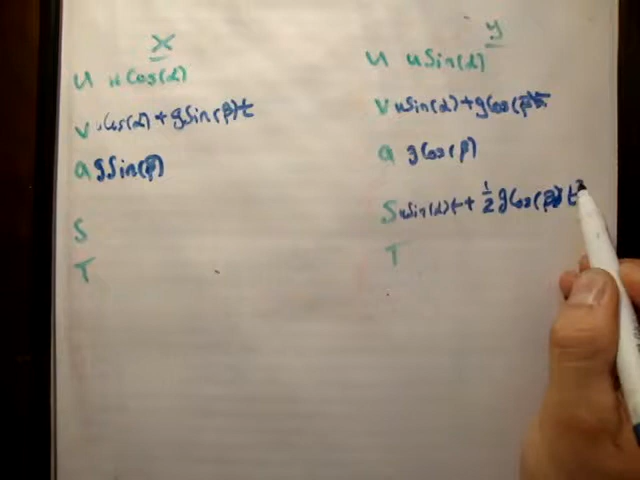 x
y
u uCos(α)
u uSin(α)
v uCos(α) + gSin(β)t
v uSin(α) + gCos(β)t
a gSin(β)
a gCos(β)
S
S uSin(α)t + 1/2 gCos(β)t²
T
T